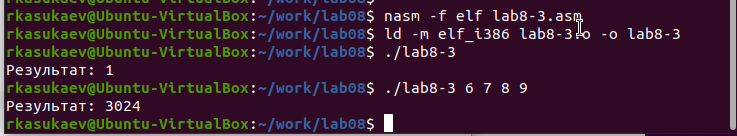 rkasukaev@Ubuntu-VirtualBox:~/work/lab08$ nasm -f elf lab8-3.asm
rkasukaev@Ubuntu-VirtualBox:~/work/lab08$ ld -m elf_i386 lab8-3.o -o lab8-3
rkasukaev@Ubuntu-VirtualBox:~/work/lab08$ ./lab8-3
Результат: 1
rkasukaev@Ubuntu-VirtualBox:~/work/lab08$ ./lab8-3 6 7 8 9
Результат: 3024
rkasukaev@Ubuntu-VirtualBox:~/work/lab08$